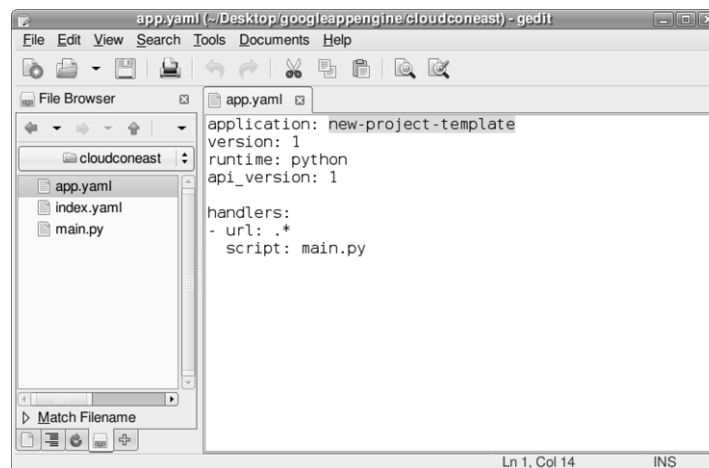 app.yaml (~/Desktop/googleappengine/cloudconeast) - gedit
File Edit View Search Tools Documents Help
File Browser
cloudconeast
app.yaml
index.yaml
main.py
Match Filename
app.yaml
application: new-project-template
version: 1
runtime: python
api_version: 1
handlers:
- url: .*
script: main.py
Ln 1, Col 14 INS